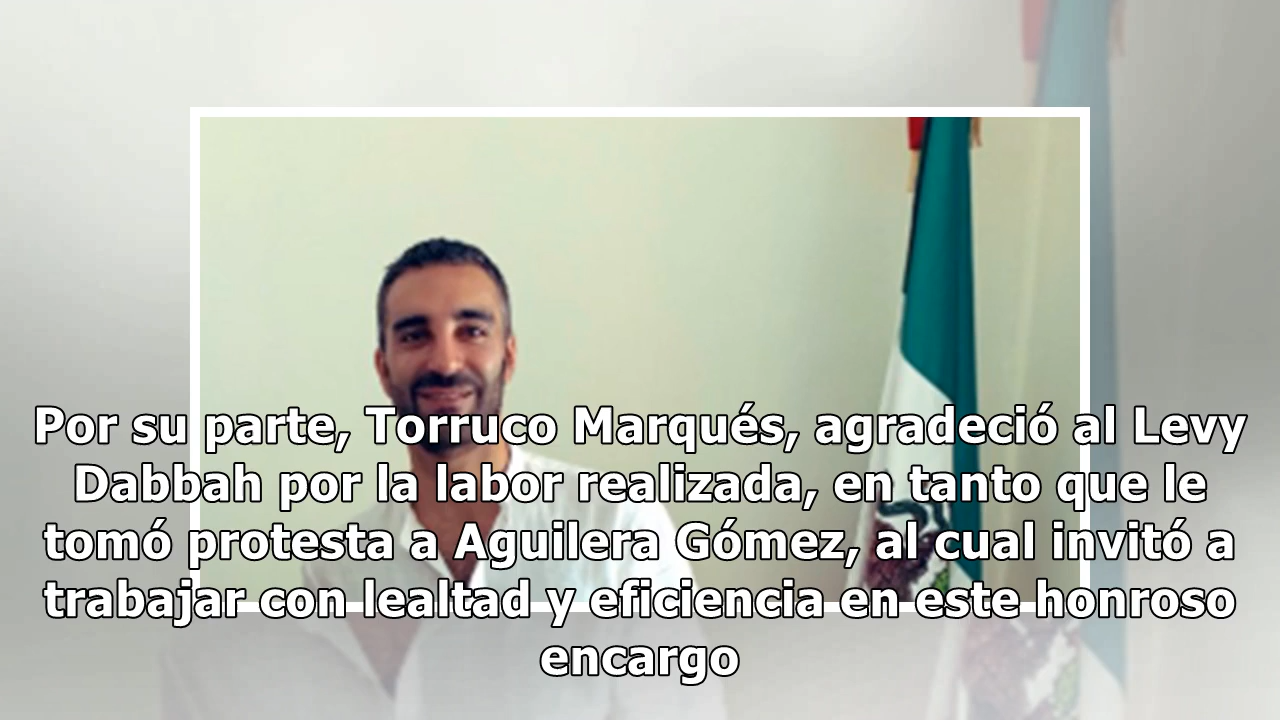 Por su parte, Torruco Marqués, agradeció al Levy
Dabbah por la labor realizada, en tanto que le
tomó protesta a Aguilera Gómez, al cual invitó a
trabajar con lealtad y eficiencia en este honroso
encargo